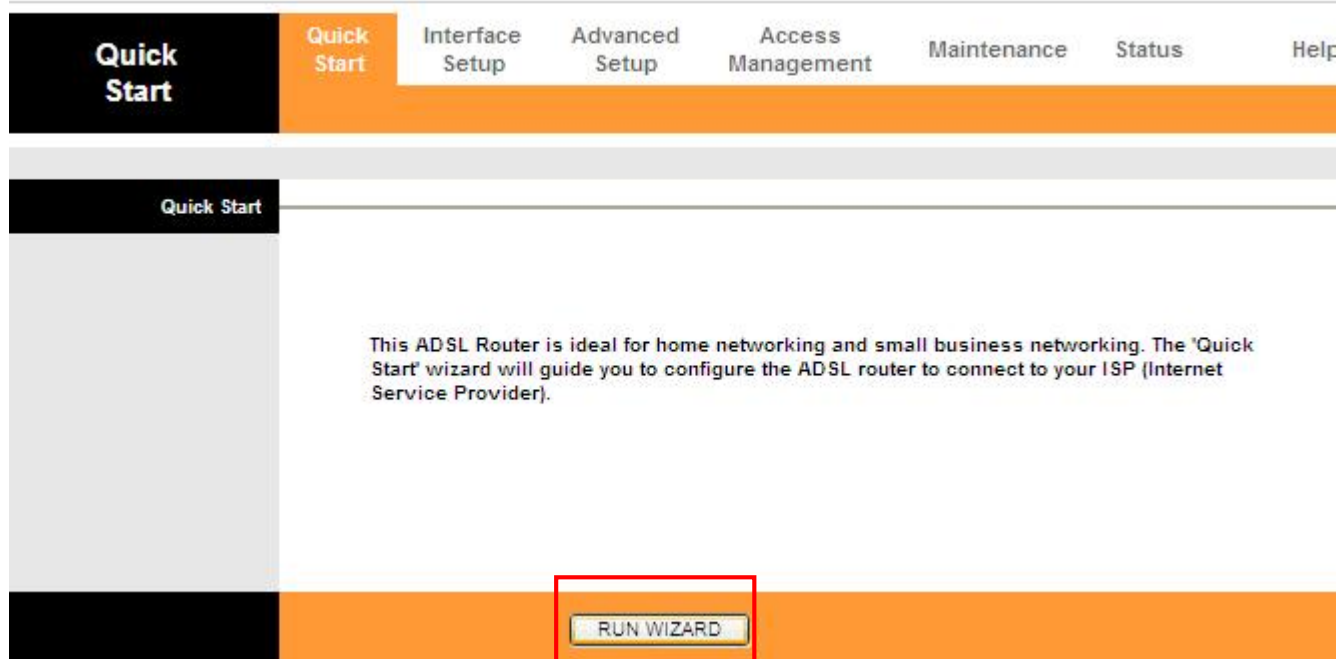 Quick
Start
Quick
Start
Interface
Setup
Advanced
Setup
Access
Management
Maintenance
Status
Help
Quick Start
This ADSL Router is ideal for home networking and small business networking. The 'Quick
Start' wizard will guide you to configure the ADSL router to connect to your ISP (Internet
Service Provider).
RUN WIZARD